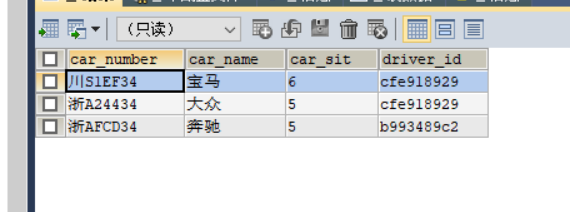 (只读)
car_number car_name car_sit driver_id
川S1EF34 宝马 6 cfe918929
浙A24434 大众 5 cfe918929
浙AFCD34 奔驰 5 b993489c2